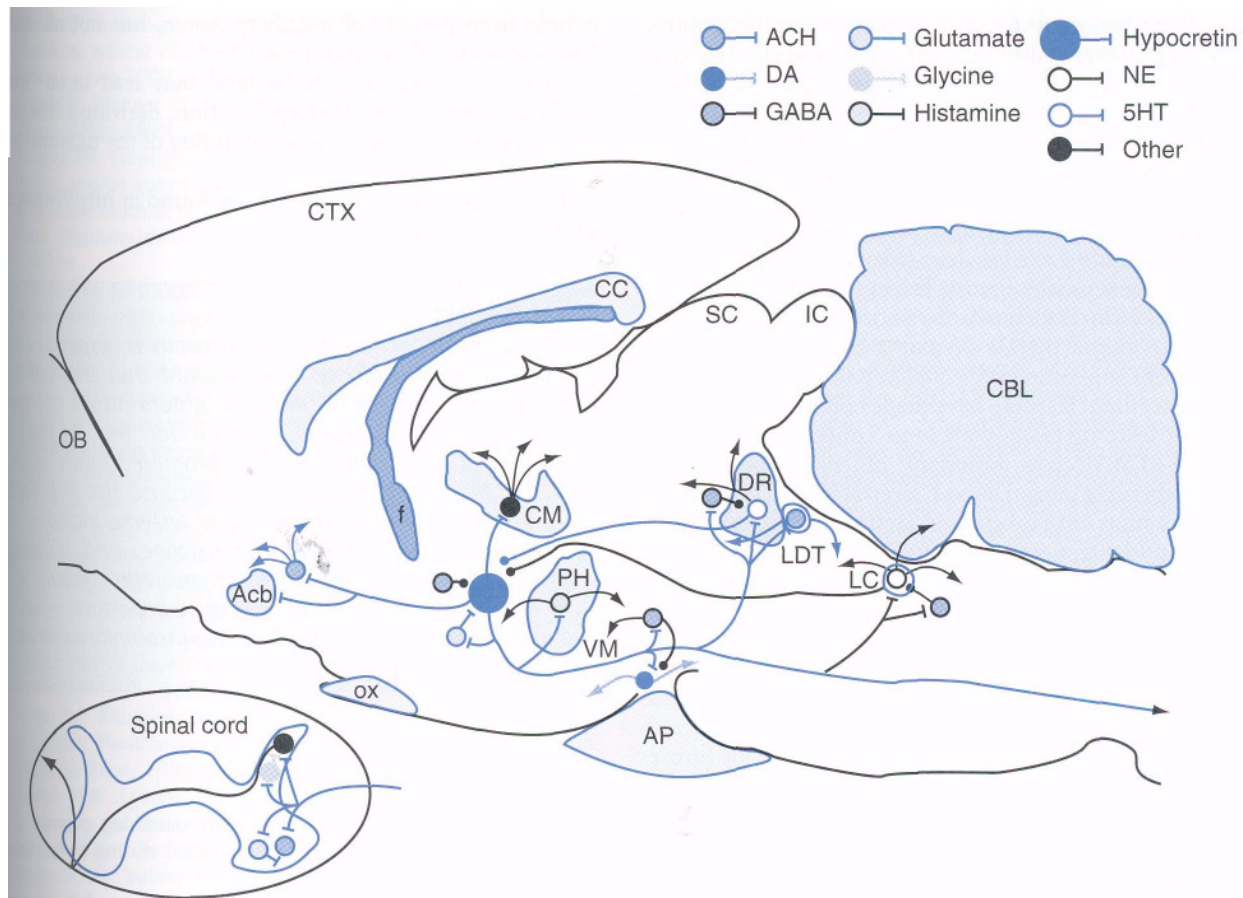 ACH
DA
GABA
Glutamate
Glycine
Histamine
Hypocretin
NE
5HT
Other
CTX
CC
SC
IC
CBL
OB
f
CM
DR
LDT
LC
Acb
PH
VM
ox
AP
Spinal cord